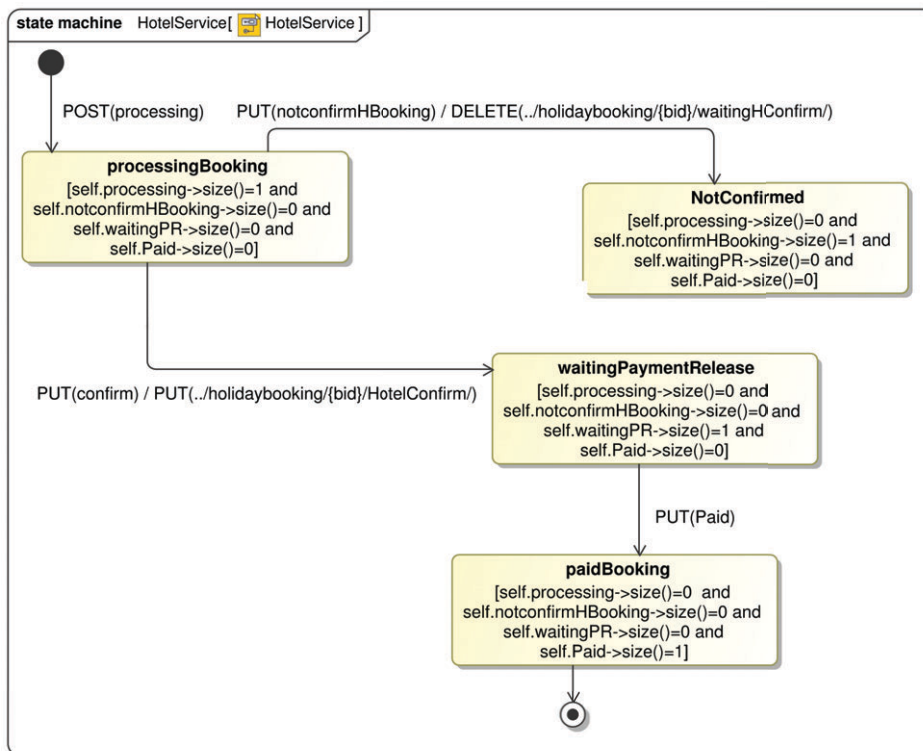 state machine HotelService[ HotelService ]
POST(processing)
PUT(notconfirmHBooking) / DELETE(../holidaybooking/{bid}/waitingHConfirm/)
processingBooking
[self.processing->size()=1 and
self.notconfirmHBooking->size()=0 and
self.waitingPR->size()=0 and
self.Paid->size()=0]
NotConfirmed
[self.processing->size()=0 and
self.notconfirmHBooking->size()=1 and
self.waitingPR->size()=0 and
self.Paid->size()=0]
PUT(confirm) / PUT(../holidaybooking/{bid}/HotelConfirm/)
waitingPaymentRelease
[self.processing->size()=0 and
self.notconfirmHBooking->size()=0 and
self.waitingPR->size()=1 and
self.Paid->size()=0]
PUT(Paid)
paidBooking
[self.processing->size()=0 and
self.notconfirmHBooking->size()=0 and
self.waitingPR->size()=0 and
self.Paid->size()=1]